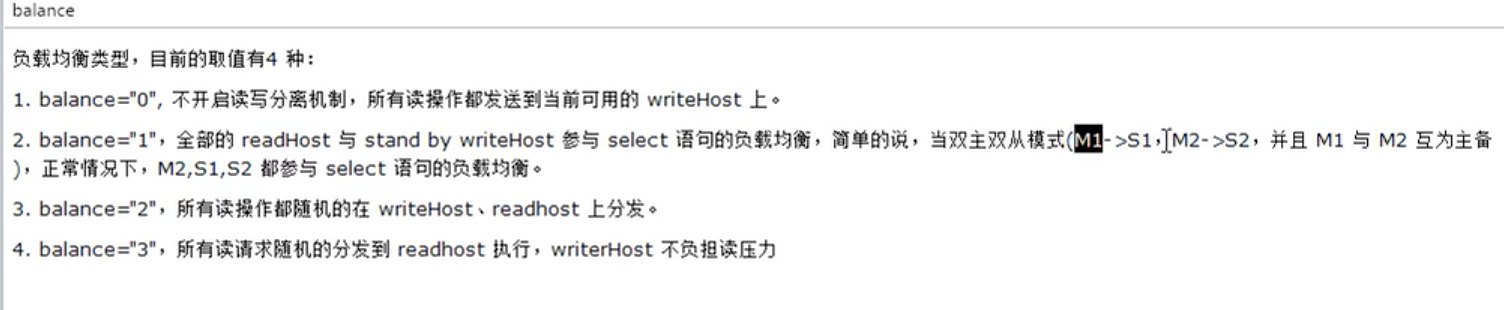 balance
负载均衡类型，目前的取值有4 种：
1. balance="0", 不开启读写分离机制，所有读操作都发送到当前可用的 writeHost 上。
2. balance="1"，全部的 readHost 与 stand by writeHost 参与 select 语句的负载均衡，简单的说，当双主双从模式(M1->S1，M2->S2，并且 M1 与 M2 互为主备
)，正常情况下，M2,S1,S2 都参与 select 语句的负载均衡。
3. balance="2"，所有读操作都随机的在 writeHost、readhost 上分发。
4. balance="3"，所有读请求随机的分发到 readhost 执行，writerHost 不负担读压力